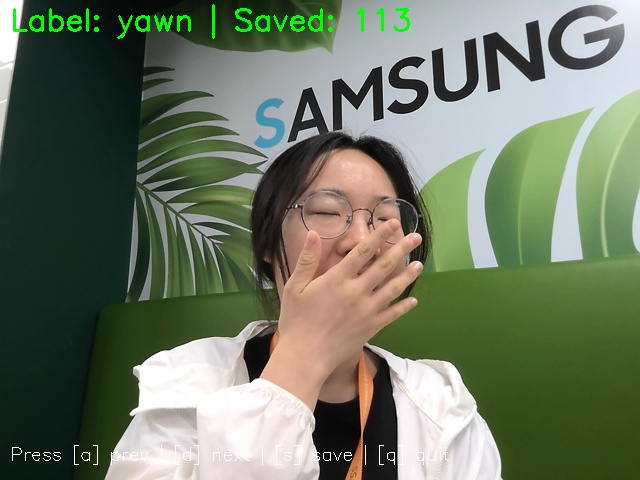 Label: yawn | Saved: 113
SAMSUNG
Press [a] prev | [d] next | [s] save | [q] quit